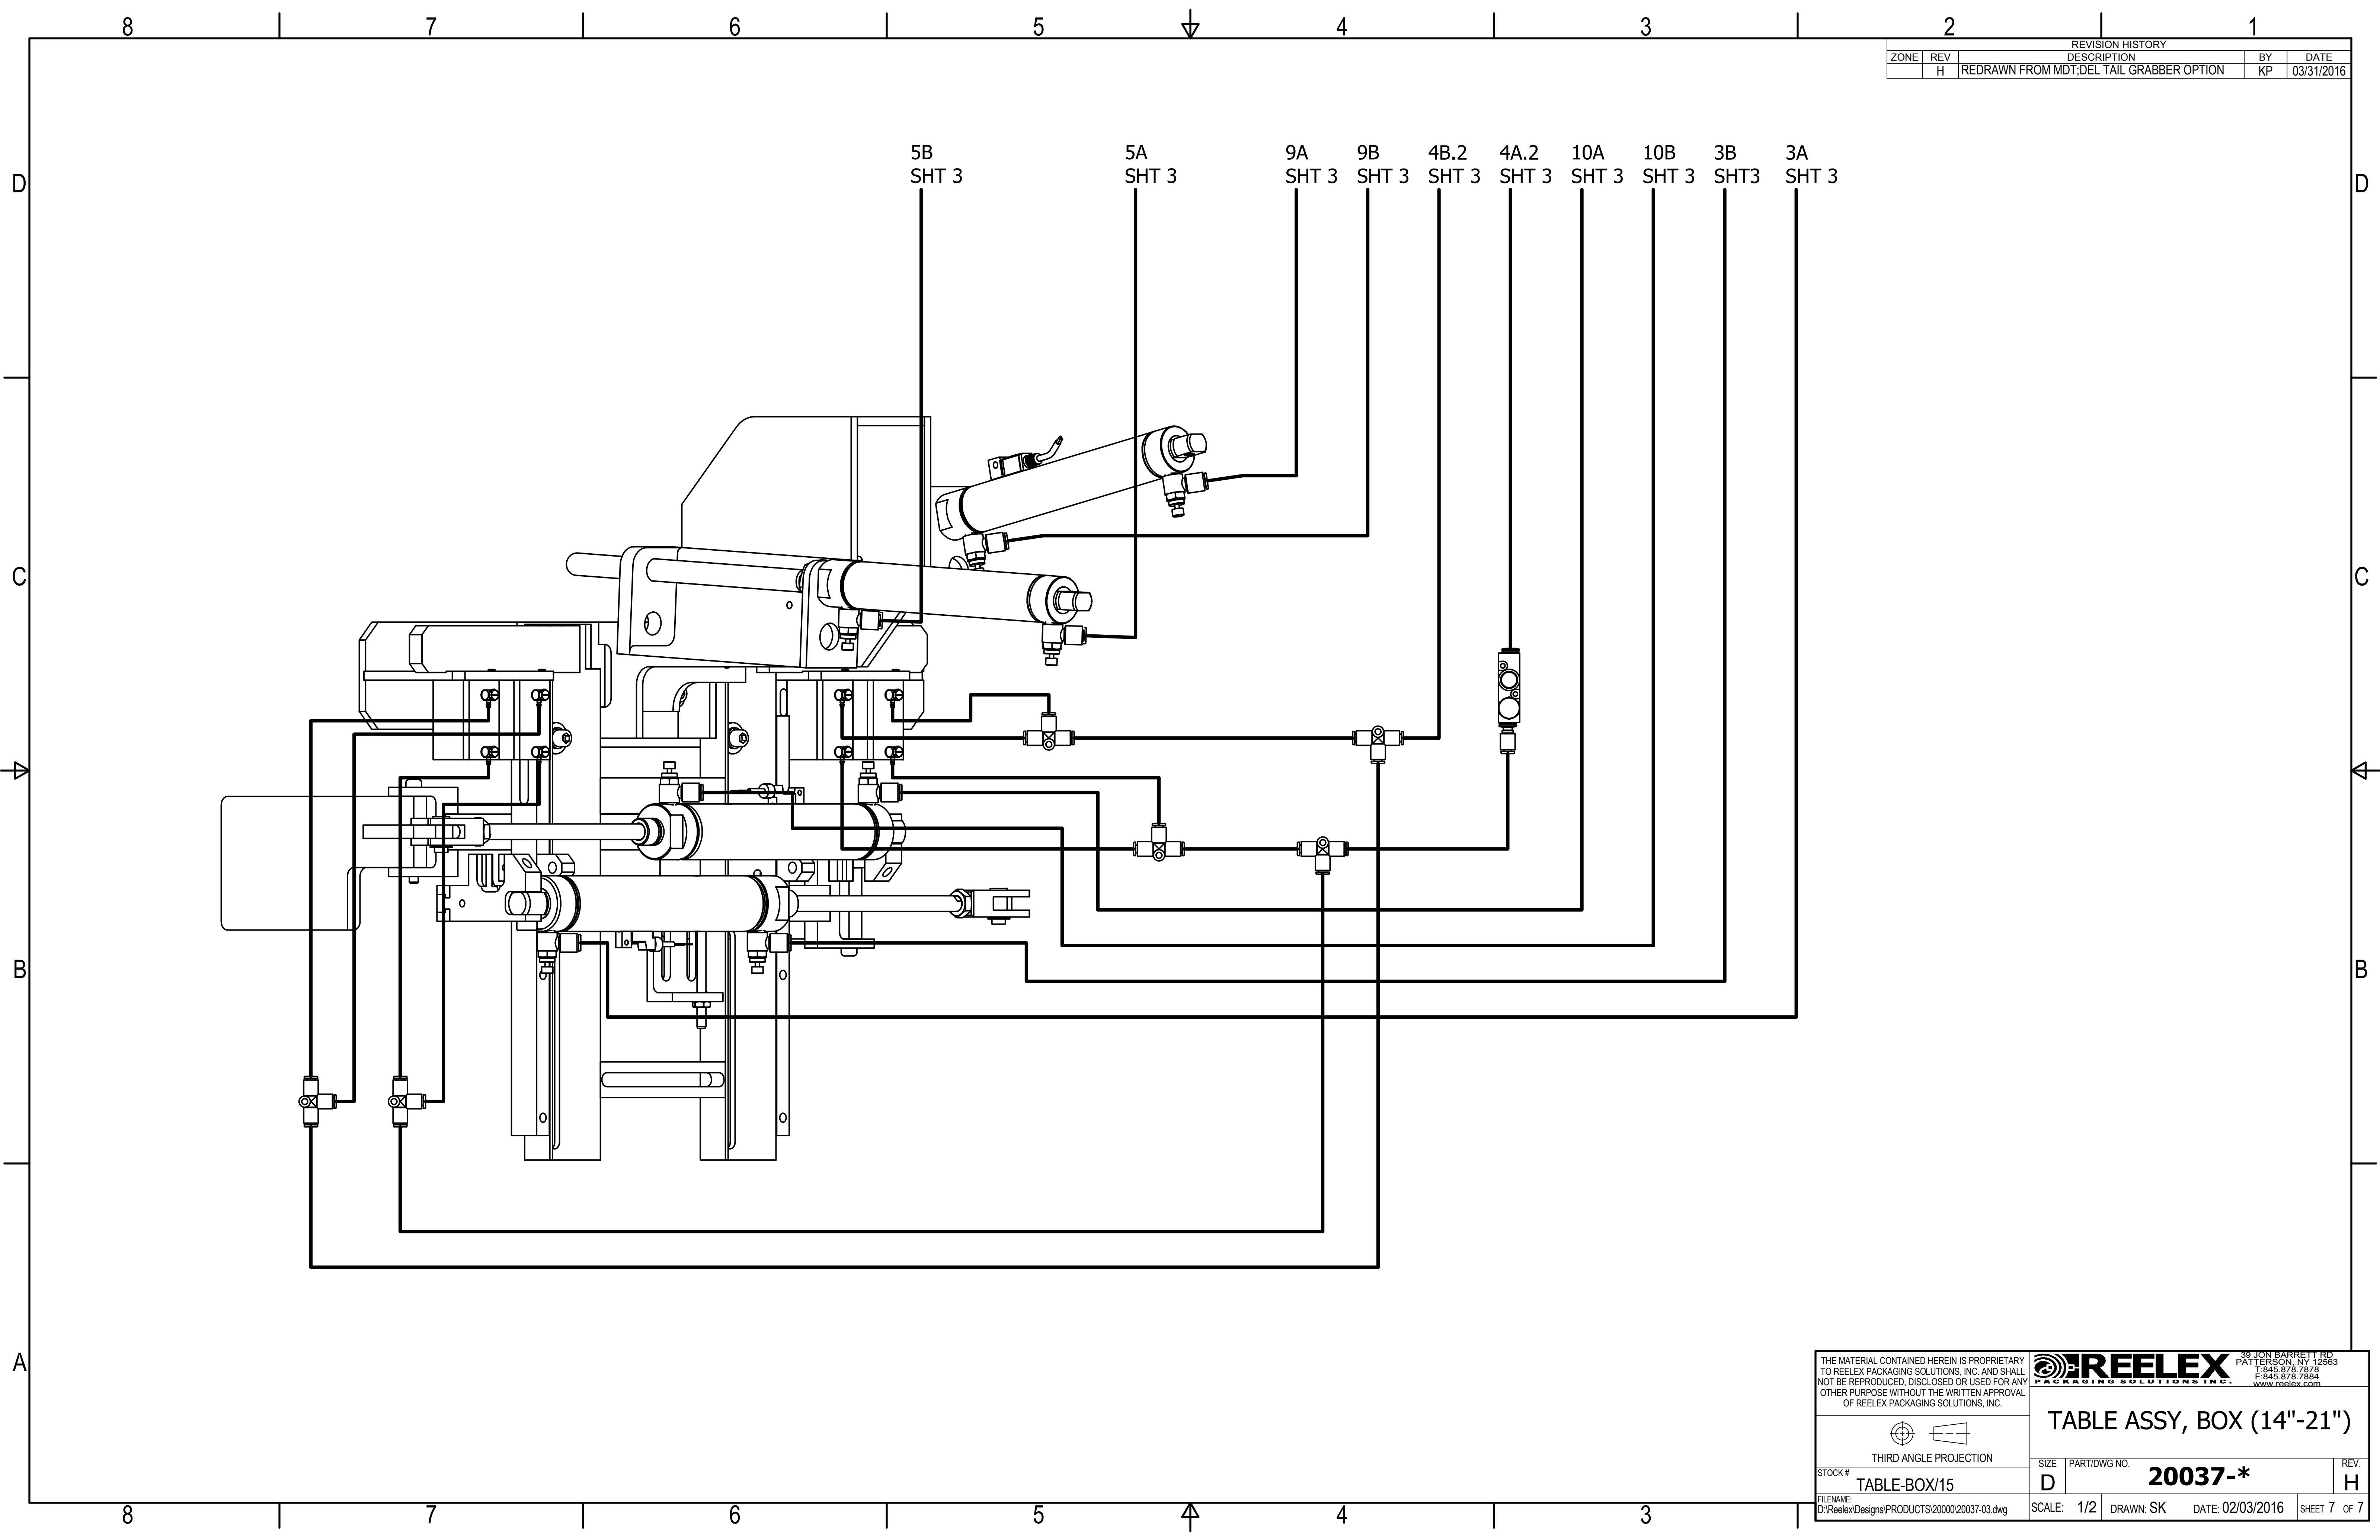 8 7 6 5 4 3 2 1
REVISION HISTORY
ZONE REV DESCRIPTION BY DATE
H REDRAWN FROM MDT;DEL TAIL GRABBER OPTION KP 03/31/2016
5B 5A 9A 9B 4B.2 4A.2 10A 10B 3B 3A
SHT 3 SHT 3 SHT 3 SHT 3 SHT 3 SHT 3 SHT 3 SHT 3 SHT3 SHT 3
D D
C C
B B
A
THE MATERIAL CONTAINED HEREIN IS PROPRIETARY
TO REELEX PACKAGING SOLUTIONS, INC. AND SHALL
NOT BE REPRODUCED, DISCLOSED OR USED FOR ANY
OTHER PURPOSE WITHOUT THE WRITTEN APPROVAL
OF REELEX PACKAGING SOLUTIONS, INC.
REELEX
PACKAGING SOLUTIONS INC.
39 JON BARRETT RD
PATTERSON, NY 12563
T:845.878.7878
F:845.878.7884
www.reelex.com
THIRD ANGLE PROJECTION
TABLE ASSY, BOX (14"-21")
STOCK #
TABLE-BOX/15
SIZE
D
PART/DWG NO.
20037-*
REV.
H
FILENAME:
D:\Reelex\Designs\PRODUCTS\20000\20037-03.dwg
SCALE: 1/2 DRAWN: SK DATE: 02/03/2016 SHEET 7 OF 7
8 7 6 5 4 3